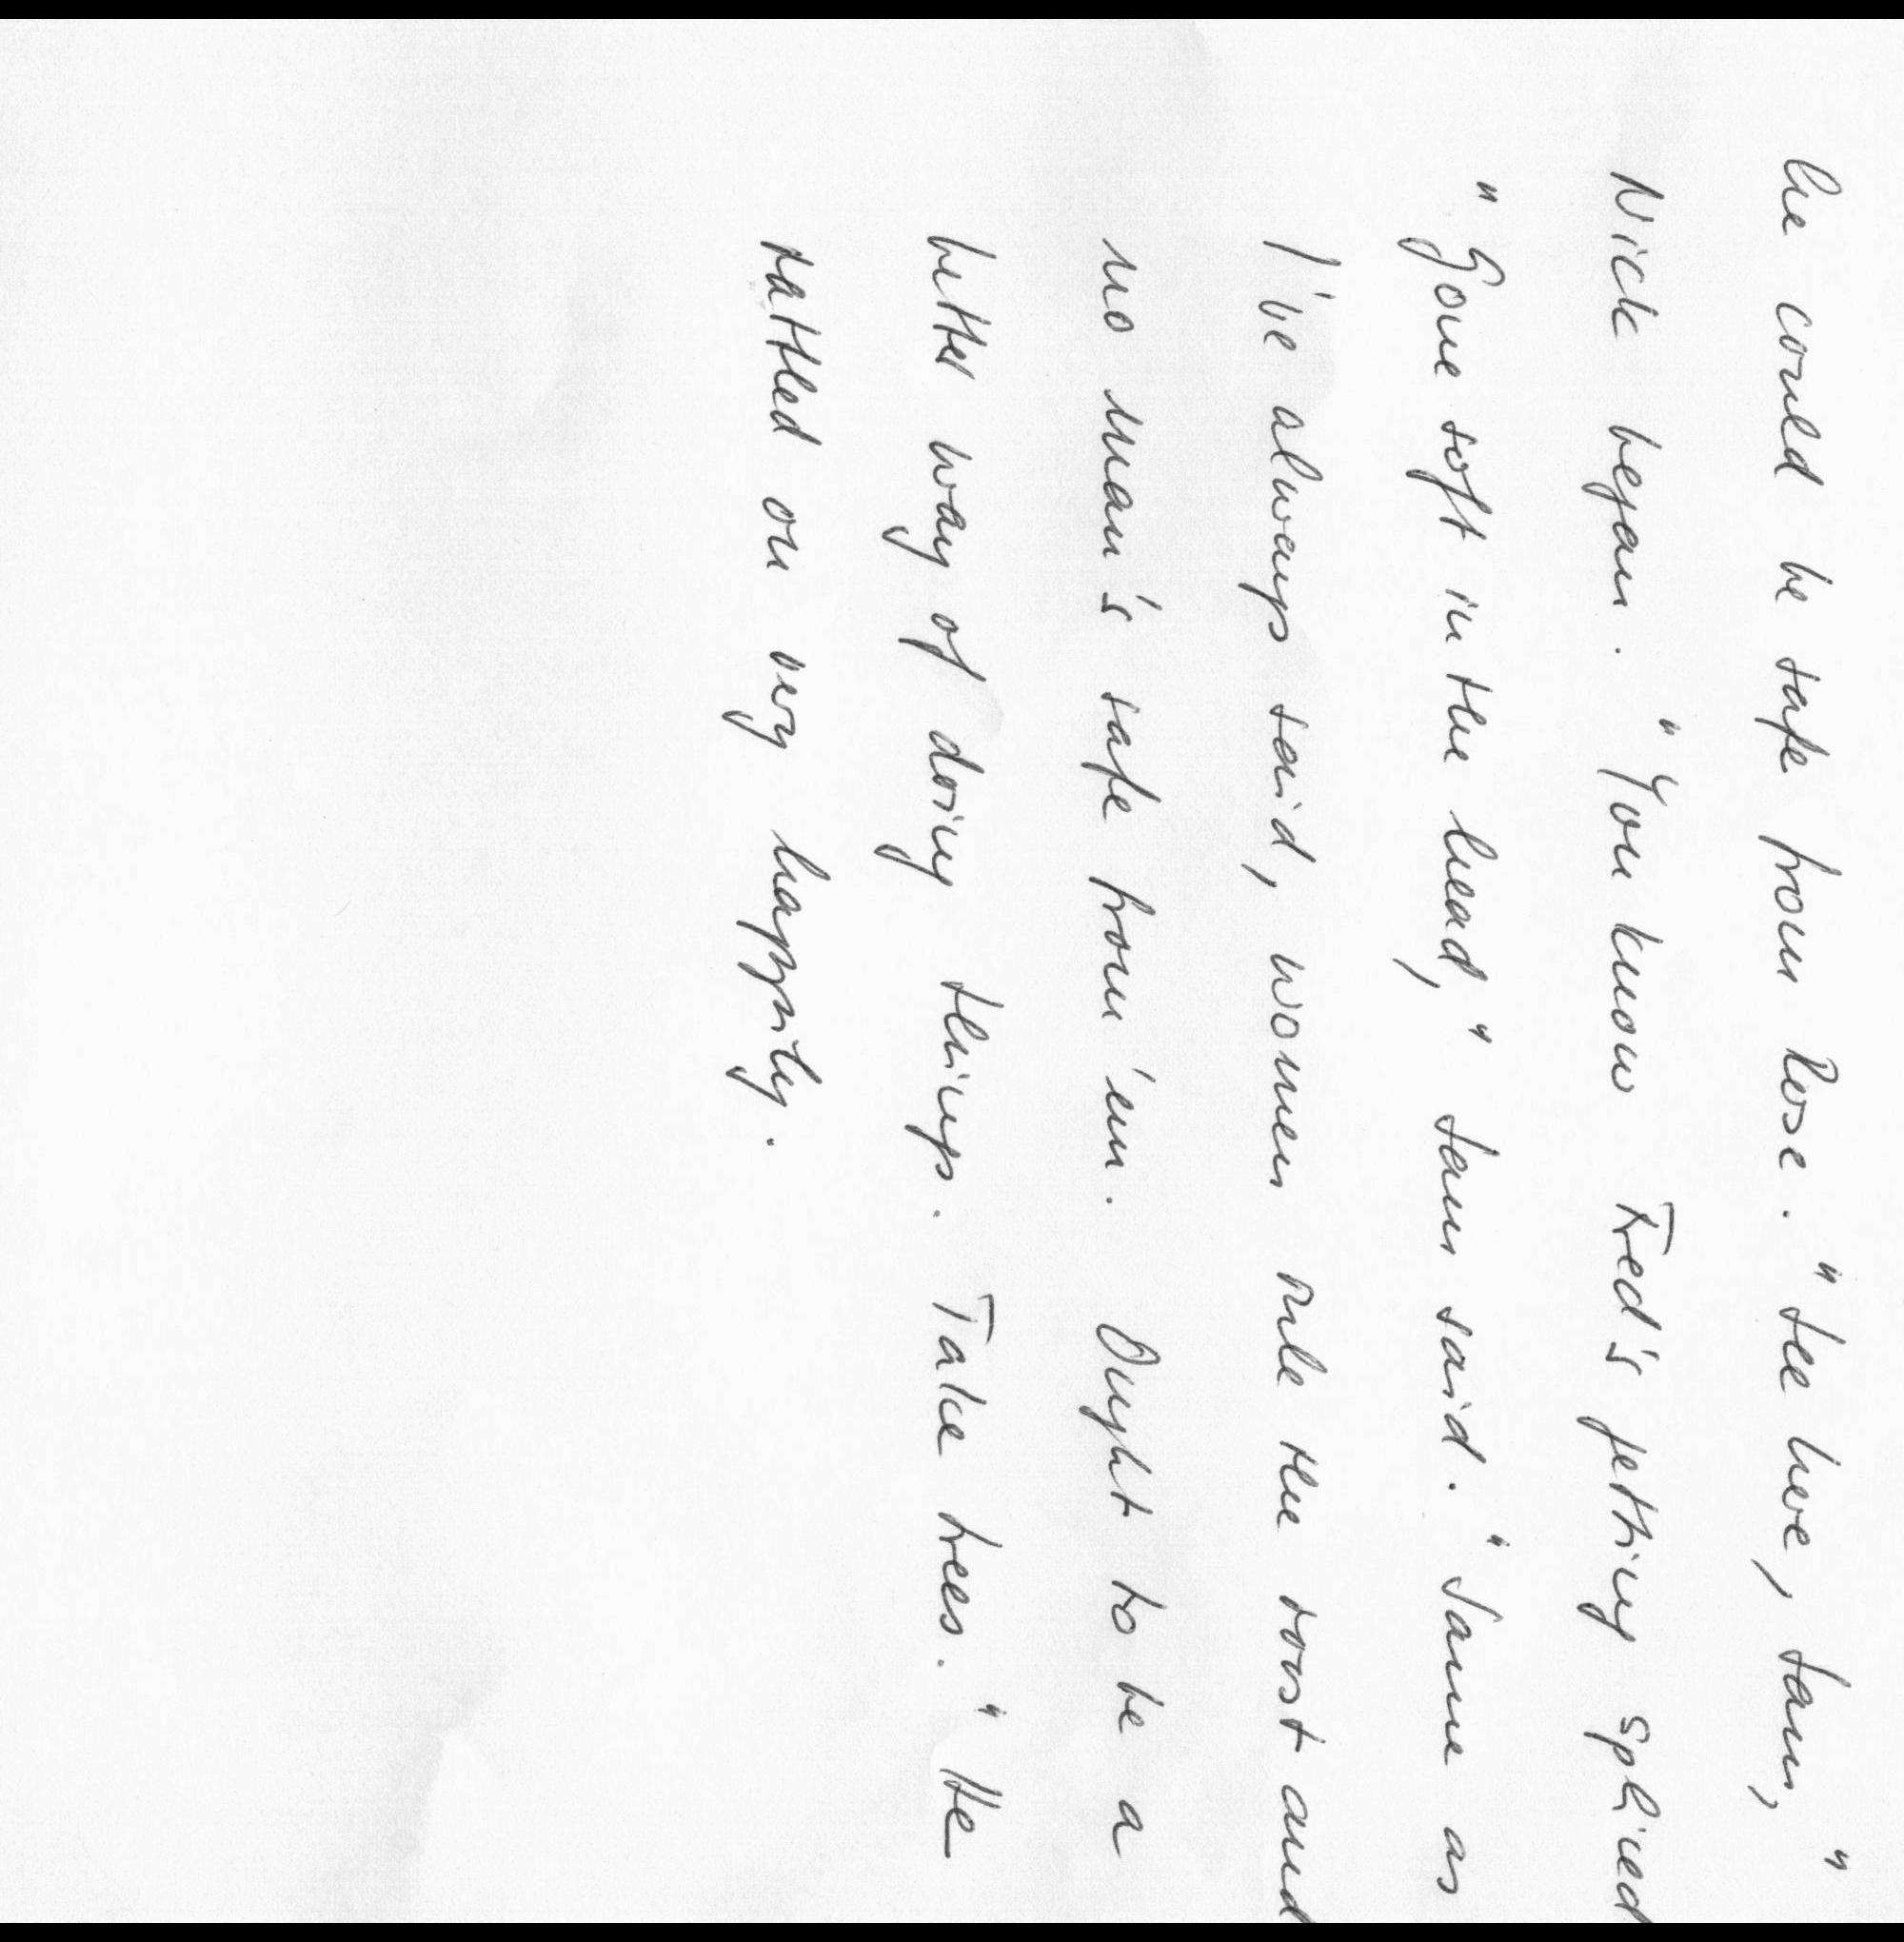 he could be safe from Rose. "See here, Sam,"
Nick began. "You know Fred's getting spliced
"Gone soft in the head," Sam said. "Same as
I've always said, women rule the roost and
no man's safe from 'em. Ought to be a
better way of doing things. Take trees." He
rattled on very happily.